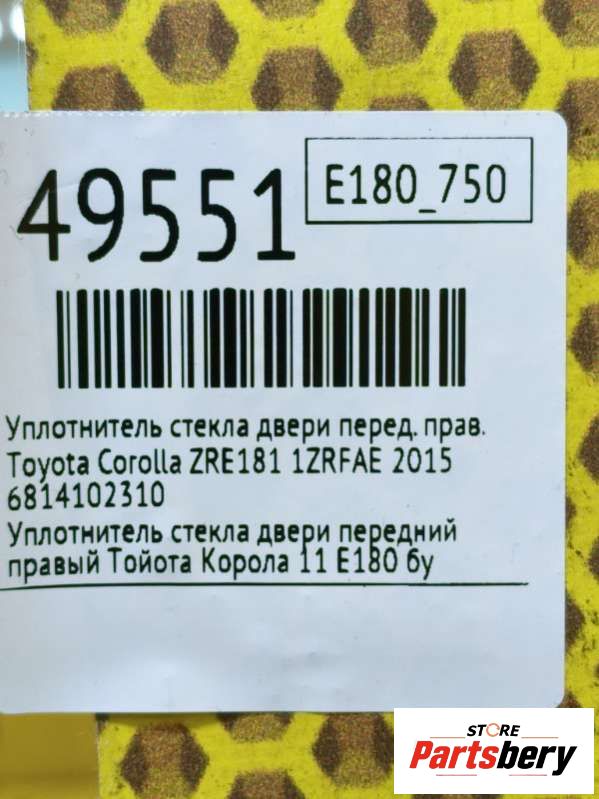 49551
E180_750
Уплотнитель стекла двери перед. прав.
Toyota Corolla ZRE181 1ZRFAE 2015
6814102310
Уплотнитель стекла двери передний
правый Тойота Корола 11 Е180 бу
STORE
Partsbery